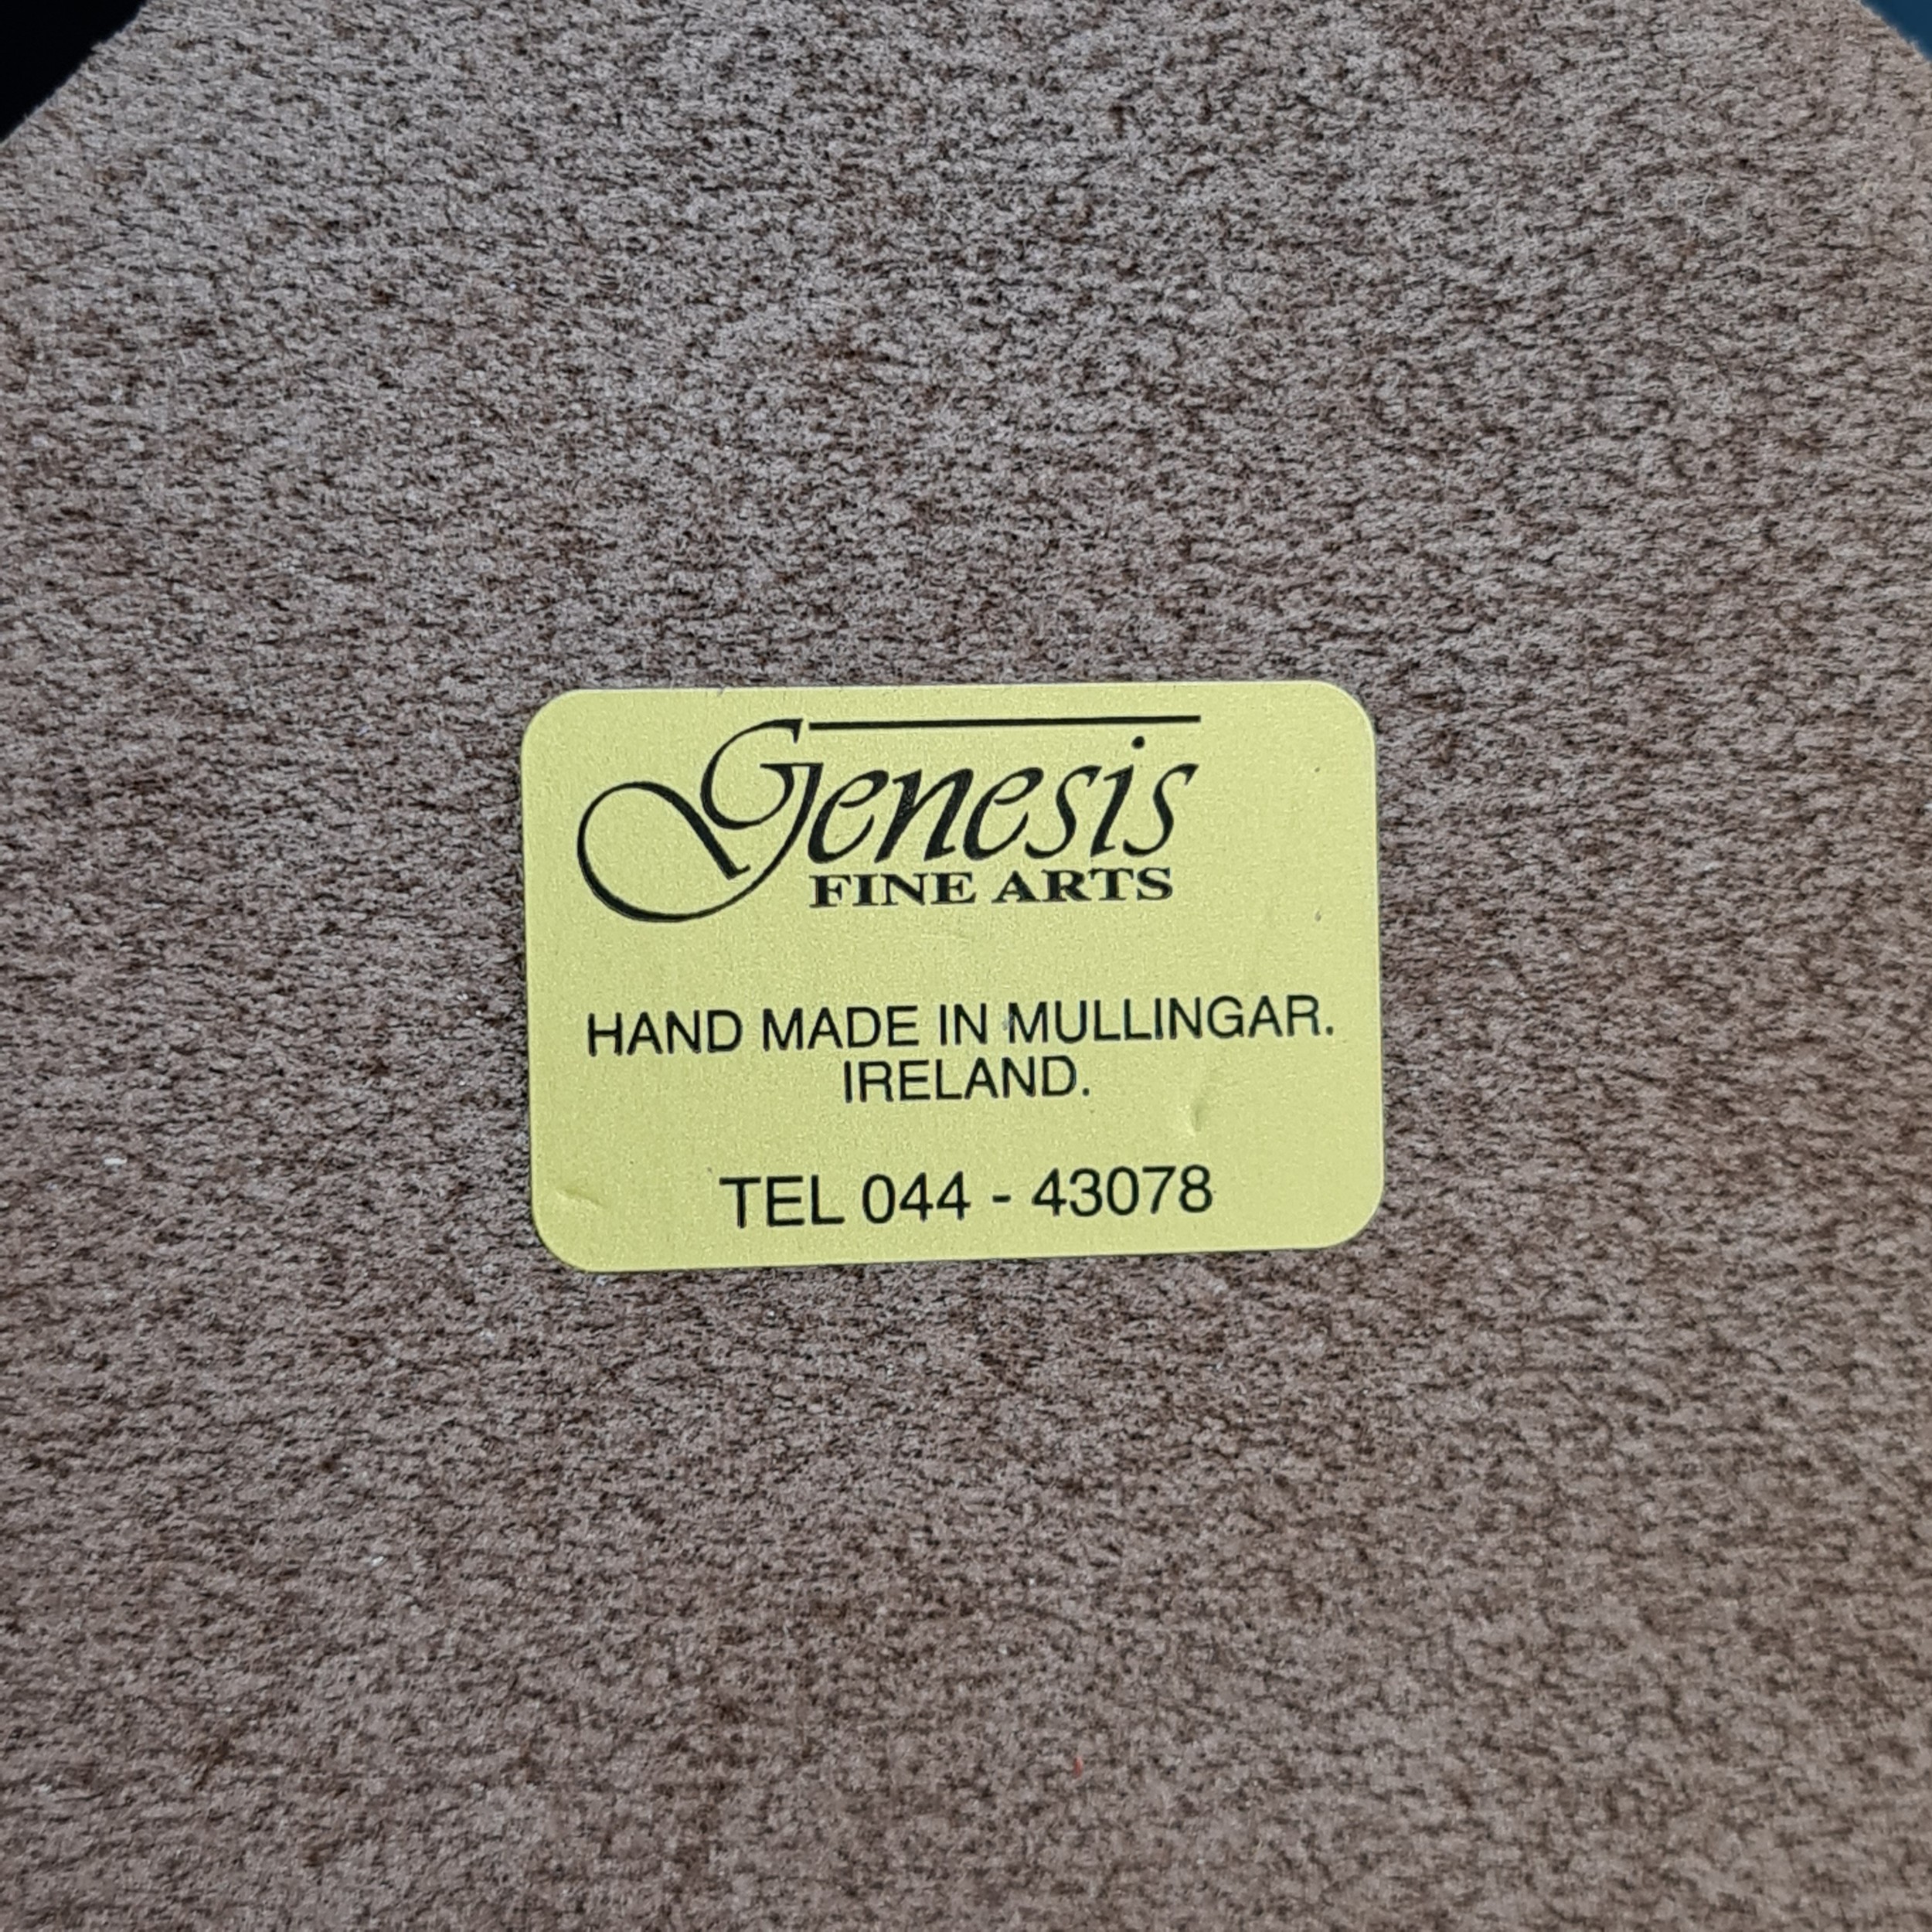 Genesis
FINE ARTS
HAND MADE IN MULLINGAR.
IRELAND.
TEL 044 - 43078